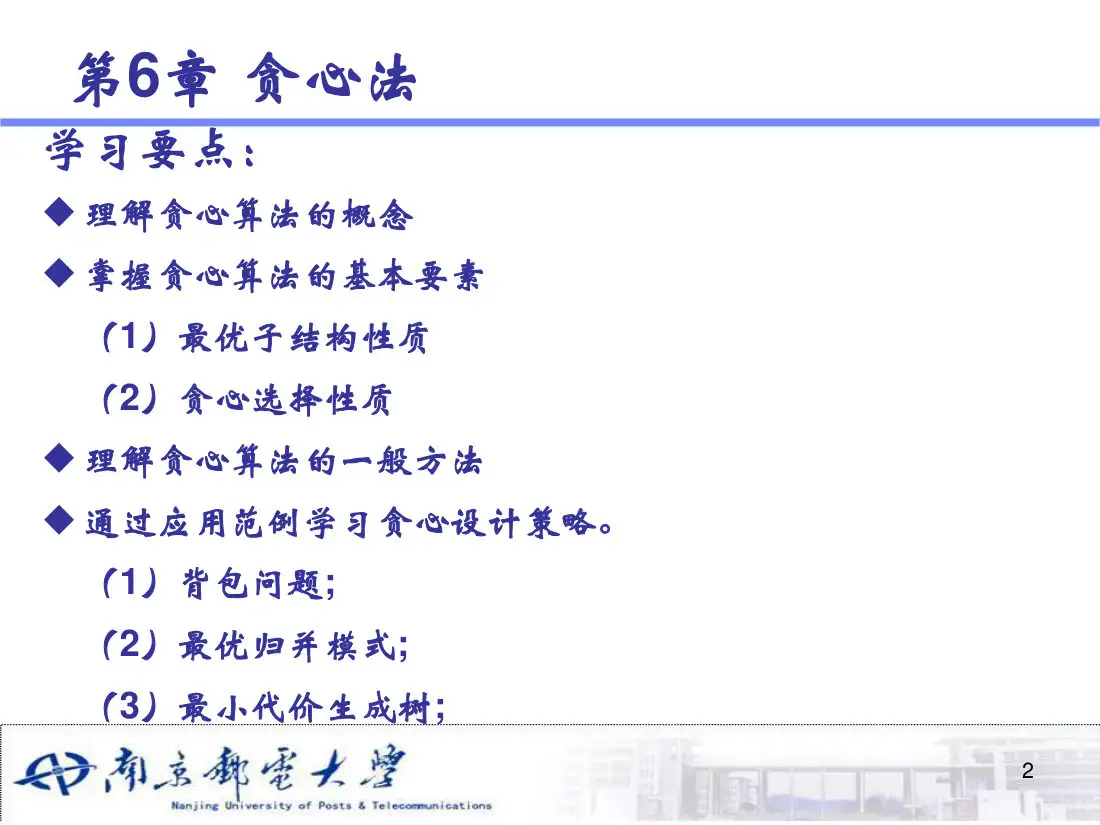 第6章 贪心法
学习要点：
◆ 理解贪心算法的概念
◆ 掌握贪心算法的基本要素
（1）最优子结构性质
（2）贪心选择性质
◆ 理解贪心算法的一般方法
◆ 通过应用范例学习贪心设计策略。
（1）背包问题;
（2）最优归并模式;
（3）最小代价生成树;
南京郵電大學
Nanjing University of Posts & Telecommunications
2